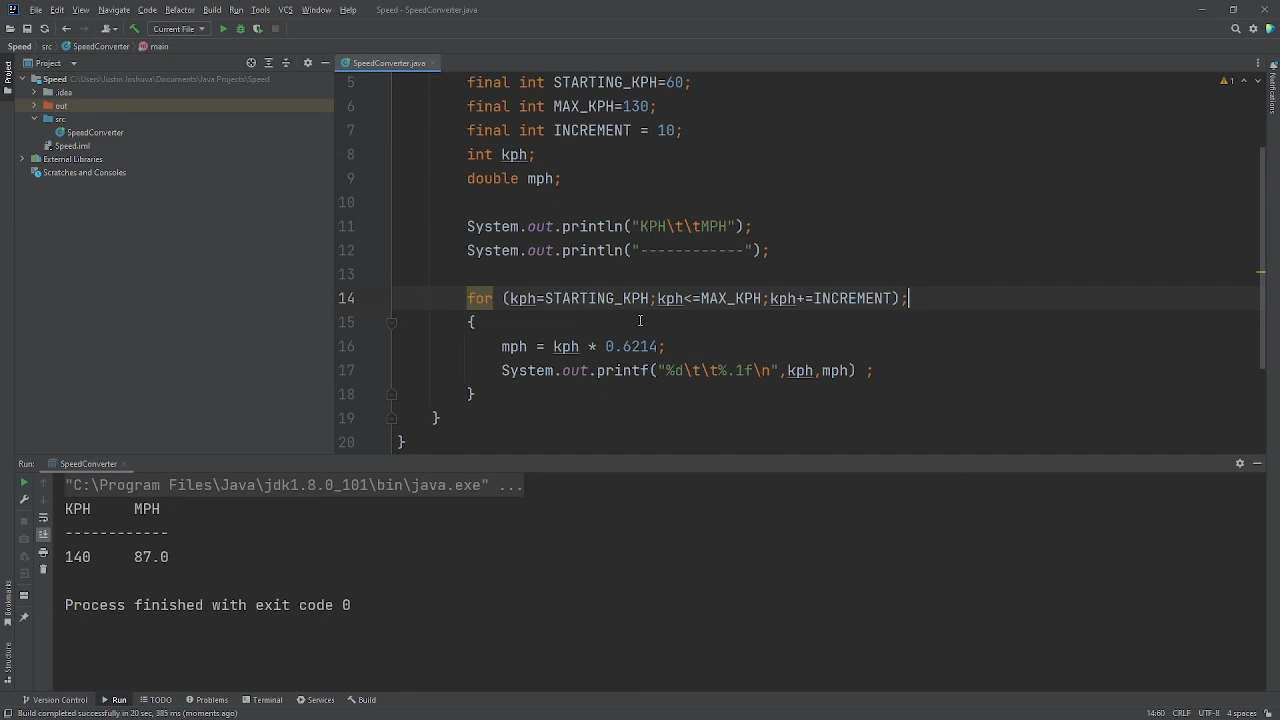 File Edit View Navigate Code Refactor Build Run Tools VCS Window Help Speed - SpeedConverter.java
Current File
Speed src SpeedConverter main
Project
Project
SpeedConverter.java
Notifications
Speed C:\Users\Justin Joshuva\Documents\Java Projects\Speed
.idea
out
src
SpeedConverter
Speed.iml
External Libraries
Scratches and Consoles
1
5 final int STARTING_KPH=60;
6 final int MAX_KPH=130;
7 final int INCREMENT = 10;
8 int kph;
9 double mph;
10
11 System.out.println("KPH\t\tMPH");
12 System.out.println("------------");
13
14 for (kph=STARTING_KPH;kph<=MAX_KPH;kph+=INCREMENT);
15 {
16 mph = kph * 0.6214;
17 System.out.printf("%d\t\t%.1f\n",kph,mph) ;
18 }
19 }
20 }
Run: SpeedConverter
"C:\Program Files\Java\jdk1.8.0_101\bin\java.exe" ...
KPH MPH
------------
140 87.0
Process finished with exit code 0
Bookmarks
Structure
Version Control Run TODO Problems Terminal Services Build
Build completed successfully in 20 sec, 385 ms (moments ago) 14:60 CRLF UTF-8 4 spaces